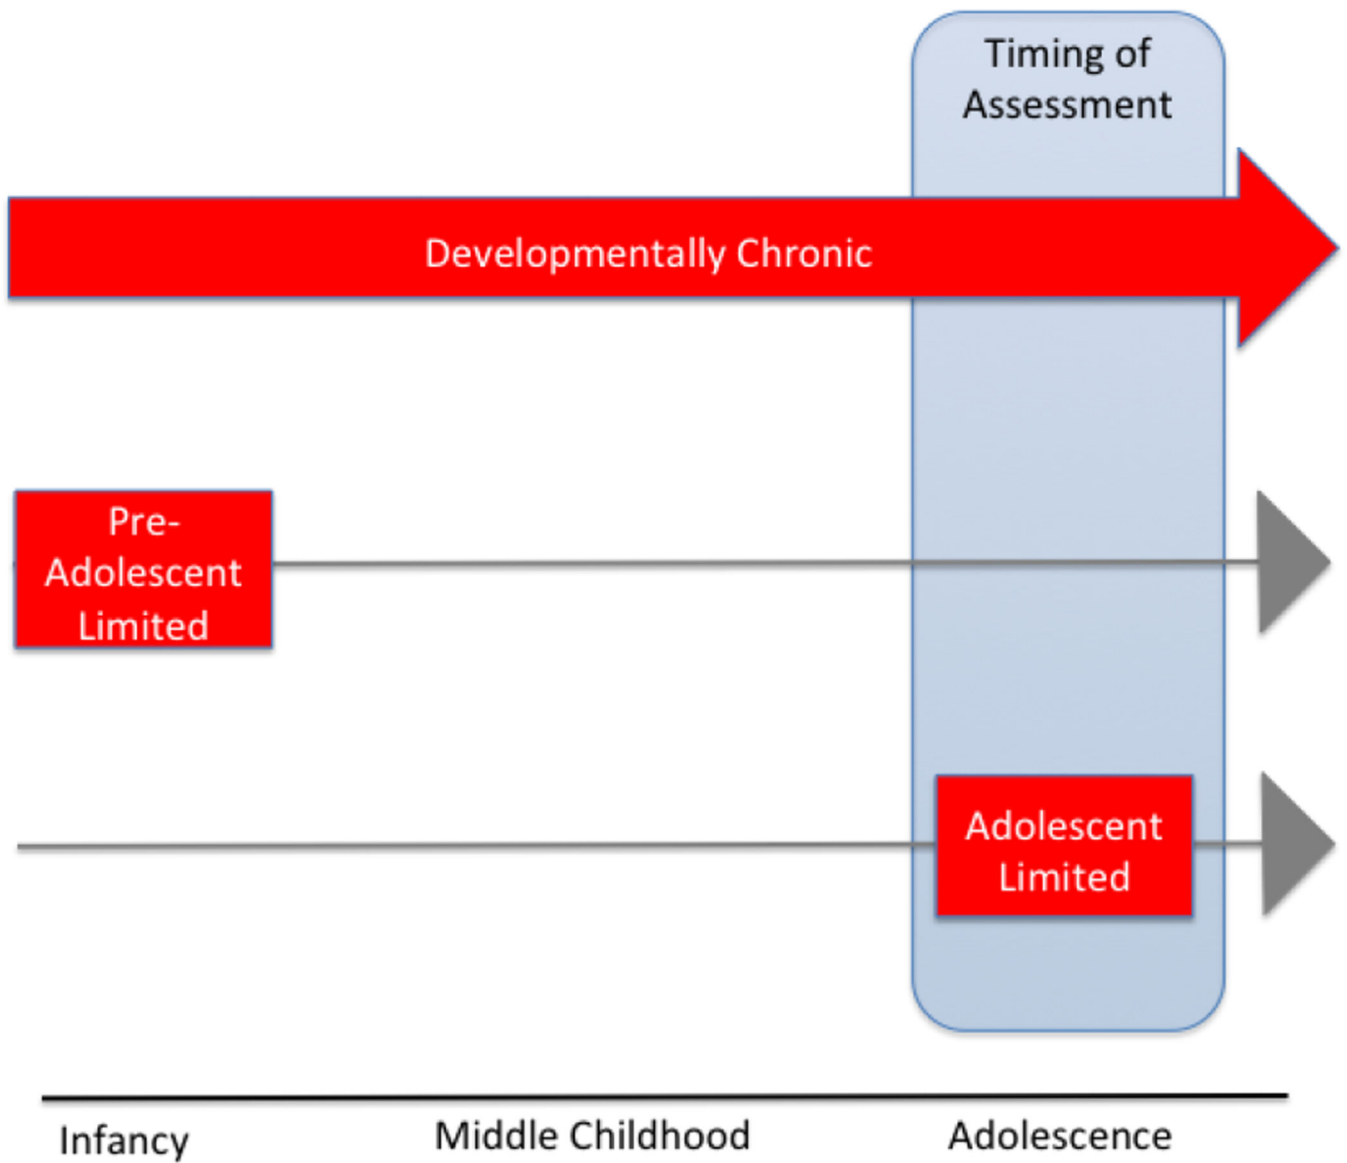 Timing of
Assessment
Developmentally Chronic
Pre-
Adolescent
Limited
Adolescent
Limited
Infancy
Middle Childhood
Adolescence